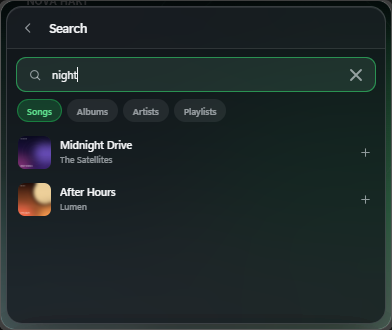 Search
night
Songs
Albums
Artists
Playlists
Midnight Drive
The Satellites
After Hours
Lumen